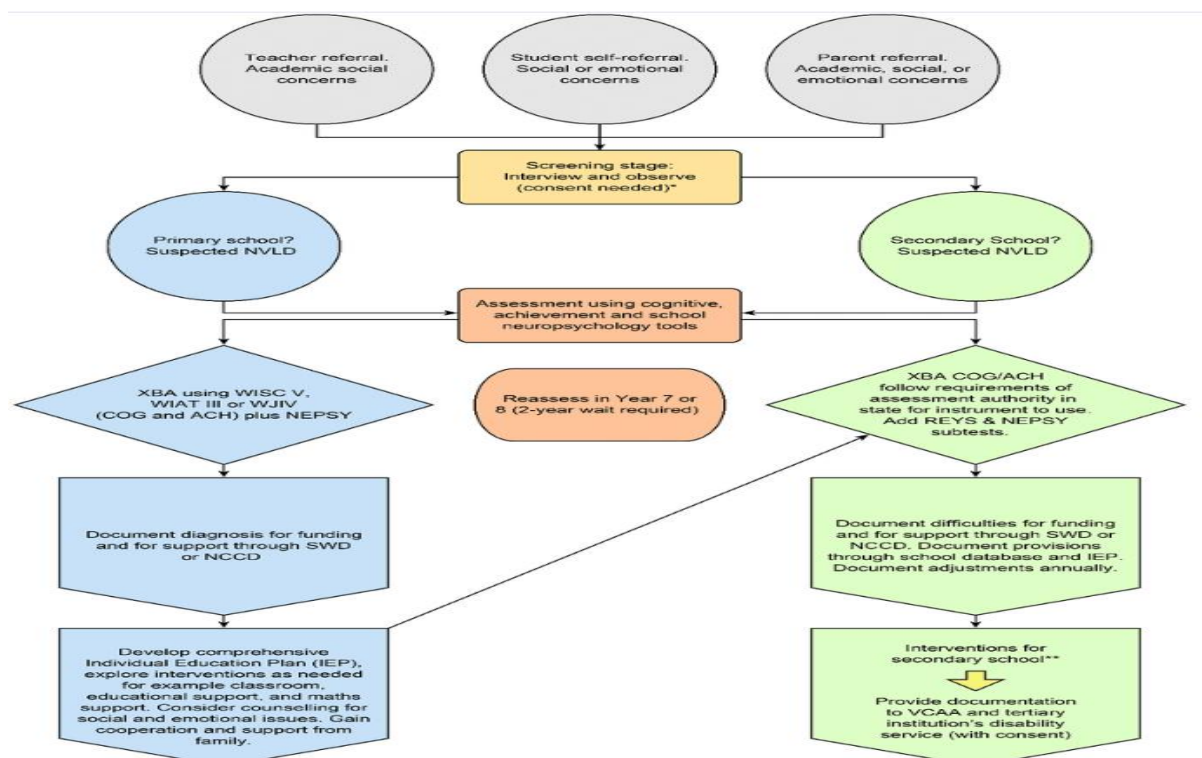 Teacher referral.
Academic social
concerns
Student self-referral.
Social or emotional
concerns
Parent referral.
Academic, social, or
emotional concerns
Screening stage:
Interview and observe
(consent needed)*
Primary school?
Suspected NVLD
Secondary School?
Suspected NVLD
Assessment using cognitive,
achievement and school
neuropsychology tools
XBA using WISC V,
WIAT III or WJIV
(COG and ACH) plus NEPSY
Reassess in Year 7 or
8 (2-year wait required)
XBA COG/ACH
follow requirements of
assessment authority in
state for instrument to use.
Add REYS & NEPSY
subtests.
Document diagnosis for funding
and for support through SWD
or NCCD
Document difficulties for funding
and for support through SWD or
NCCD. Document provisions
through school database and IEP.
Document adjustments annually.
Develop comprehensive
Individual Education Plan (IEP),
explore interventions as needed
for example classroom,
educational support, and maths
support. Consider counselling for
social and emotional issues. Gain
cooperation and support from
family.
Interventions for
secondary school**
Provide documentation
to VCAA and tertiary
institution's disability
service (with consent)